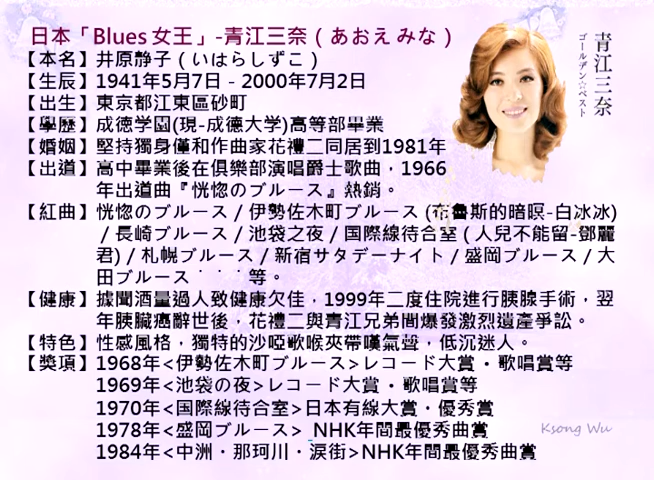 日本「Blues 女王」-青江三奈 ( あおえ みな )
【本名】井原静子 ( いはらしずこ )
【生辰】1941年5月7日 - 2000年7月2日
【出生】東京都江東區砂町
【學歷】成徳学園(現-成德大学)高等部畢業
【婚姻】堅持獨身僅和作曲家花禮二同居到1981年
【出道】高中畢業後在俱樂部演唱爵士歌曲，1966
年出道曲『恍惚のブルース』熱銷。
【紅曲】恍惚のブルース / 伊勢佐木町ブルース (布魯斯的暗暝-白冰冰)
/ 長崎ブルース / 池袋之夜 / 国際線待合室 ( 人兒不能留-鄧麗
君) / 札幌ブルース / 新宿サタデーナイト / 盛岡ブルース / 大
田ブルース˙˙˙等。
【健康】據聞酒量過人致健康欠佳，1999年二度住院進行胰腺手術，翌
年胰臟癌辭世後，花禮二與青江兄弟間爆發激烈遺產爭訟。
【特色】性感風格，獨特的沙啞歌喉夾帶嘆氣聲，低沉迷人。
【獎項】1968年<伊勢佐木町ブルース>レコード大賞・歌唱賞等
1969年<池袋の夜>レコード大賞・歌唱賞等
1970年<国際線待合室>日本有線大賞・優秀賞
1978年<盛岡ブルース> NHK年間最優秀曲賞
1984年<中洲・那珂川・涙街>NHK年間最優秀曲賞
青江三奈
ゴールデン☆ベスト
Ksong Wu